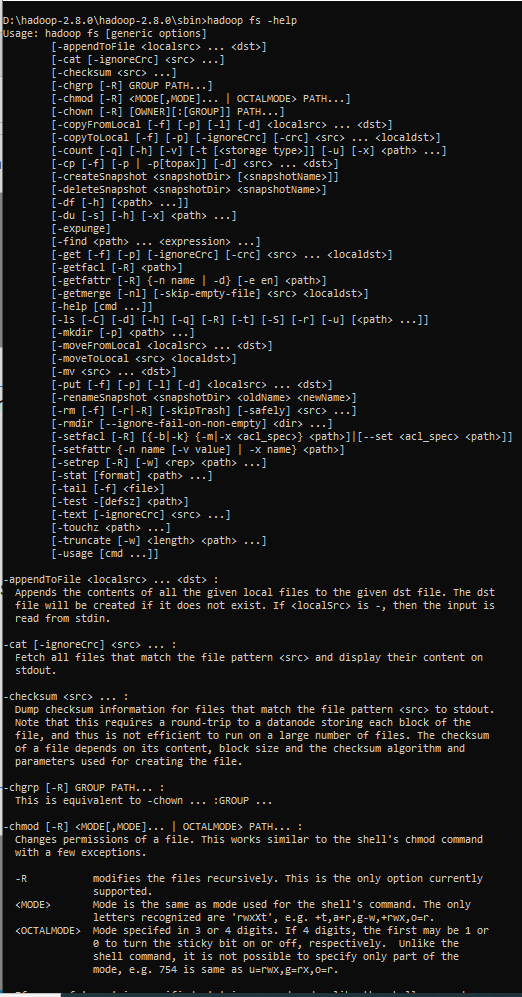 D:\hadoop-2.8.0\hadoop-2.8.0\sbin>hadoop fs -help
Usage: hadoop fs [generic options]
[-appendToFile <localsrc> ... <dst>]
[-cat [-ignoreCrc] <src> ...]
[-checksum <src> ...]
[-chgrp [-R] GROUP PATH...]
[-chmod [-R] <MODE[,MODE]... | OCTALMODE> PATH...]
[-chown [-R] [OWNER][:[GROUP]] PATH...]
[-copyFromLocal [-f] [-p] [-l] [-d] <localsrc> ... <dst>]
[-copyToLocal [-f] [-p] [-ignoreCrc] [-crc] <src> ... <localdst>]
[-count [-q] [-h] [-v] [-t [<storage type>]] [-u] [-x] <path> ...]
[-cp [-f] [-p | -p[topax]] [-d] <src> ... <dst>]
[-createSnapshot <snapshotDir> [<snapshotName>]]
[-deleteSnapshot <snapshotDir> <snapshotName>]
[-df [-h] [<path> ...]]
[-du [-s] [-h] [-x] <path> ...]
[-expunge]
[-find <path> ... <expression> ...]
[-get [-f] [-p] [-ignoreCrc] [-crc] <src> ... <localdst>]
[-getfacl [-R] <path>]
[-getfattr [-R] {-n name | -d} [-e en] <path>]
[-getmerge [-nl] [-skip-empty-file] <src> <localdst>]
[-help [cmd ...]]
[-ls [-C] [-d] [-h] [-q] [-R] [-t] [-S] [-r] [-u] [<path> ...]]
[-mkdir [-p] <path> ...]
[-moveFromLocal <localsrc> ... <dst>]
[-moveToLocal <src> <localdst>]
[-mv <src> ... <dst>]
[-put [-f] [-p] [-l] [-d] <localsrc> ... <dst>]
[-renameSnapshot <snapshotDir> <oldName> <newName>]
[-rm [-f] [-r|-R] [-skipTrash] [-safely] <src> ...]
[-rmdir [--ignore-fail-on-non-empty] <dir> ...]
[-setfacl [-R] [{-b|-k} {-m|-x <acl_spec>} <path>]|[--set <acl_spec> <path>]]
[-setfattr {-n name [-v value] | -x name} <path>]
[-setrep [-R] [-w] <rep> <path> ...]
[-stat [format] <path> ...]
[-tail [-f] <file>]
[-test -[defsz] <path>]
[-text [-ignoreCrc] <src> ...]
[-touchz <path> ...]
[-truncate [-w] <length> <path> ...]
[-usage [cmd ...]]
-appendToFile <localsrc> ... <dst> :
Appends the contents of all the given local files to the given dst file. The dst
file will be created if it does not exist. If <localSrc> is -, then the input is
read from stdin.
-cat [-ignoreCrc] <src> ... :
Fetch all files that match the file pattern <src> and display their content on
stdout.
-checksum <src> ... :
Dump checksum information for files that match the file pattern <src> to stdout.
Note that this requires a round-trip to a datanode storing each block of the
file, and thus is not efficient to run on a large number of files. The checksum
of a file depends on its content, block size and the checksum algorithm and
parameters used for creating the file.
-chgrp [-R] GROUP PATH... :
This is equivalent to -chown ... :GROUP ...
-chmod [-R] <MODE[,MODE]... | OCTALMODE> PATH... :
Changes permissions of a file. This works similar to the shell's chmod command
with a few exceptions.
-R modifies the files recursively. This is the only option currently
supported.
<MODE> Mode is the same as mode used for the shell's command. The only
letters recognized are 'rwxXt', e.g. +t,a+r,g-w,+rwx,o=r.
<OCTALMODE> Mode specifed in 3 or 4 digits. If 4 digits, the first may be 1 or
0 to turn the sticky bit on or off, respectively. Unlike the
shell command, it is not possible to specify only part of the
mode, e.g. 754 is same as u=rwx,g=rx,o=r.